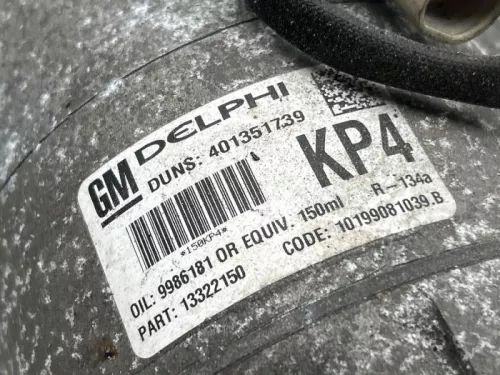 GM DELPHI
DUNS: 401351739
KP4
*150KP4*
R-134a
OIL: 9986181 OR EQUIV. 150ml
CODE: 10199081039.B
PART: 13322150